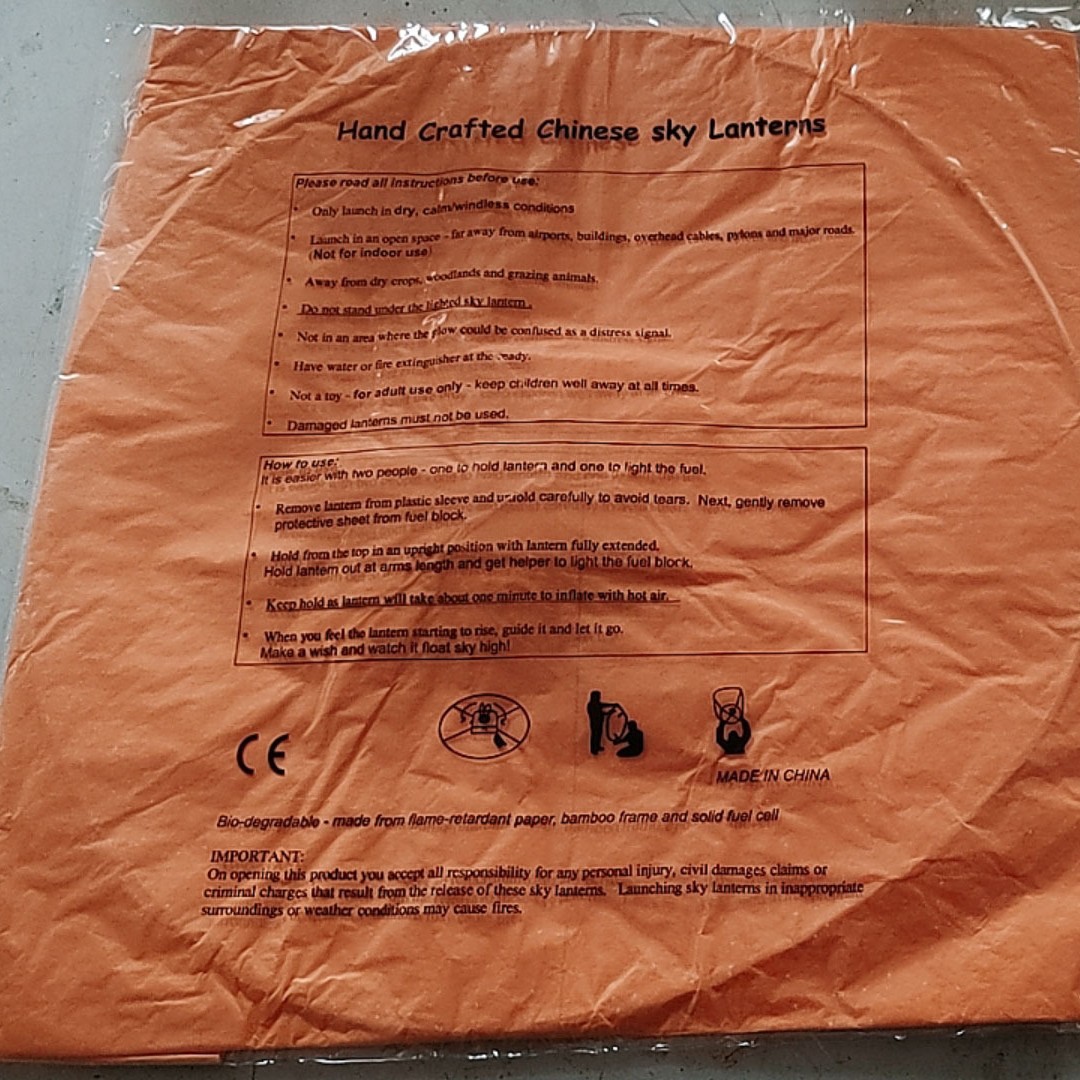 Hand Crafted Chinese sky Lanterns
Please read all instructions before use:
• Only launch in dry, calm/windless conditions
• Launch in an open space - far away from airports, buildings, overhead cables, pylons and major roads.
(Not for indoor use)
• Away from dry crops, woodlands and grazing animals.
• Do not stand under the lighted sky lantern.
• Not in an area where the glow could be confused as a distress signal.
• Have water or fire extinguisher at the ready.
• Not a toy - for adult use only - keep children well away at all times.
• Damaged lanterns must not be used.
How to use:
It is easier with two people - one to hold lantern and one to light the fuel.
• Remove lantern from plastic sleeve and unfold carefully to avoid tears. Next, gently remove
protective sheet from fuel block.
• Hold from the top in an upright position with lantern fully extended.
Hold lantern out at arms length and get helper to light the fuel block.
• Keep hold as lantern will take about one minute to inflate with hot air.
• When you feel the lantern starting to rise, guide it and let it go.
Make a wish and watch it float sky high!
CE
MADE IN CHINA
Bio-degradable - made from flame-retardant paper, bamboo frame and solid fuel cell
IMPORTANT:
On opening this product you accept all responsibility for any personal injury, civil damages claims or
criminal charges that result from the release of these sky lanterns. Launching sky lanterns in inappropriate
surroundings or weather conditions may cause fires.